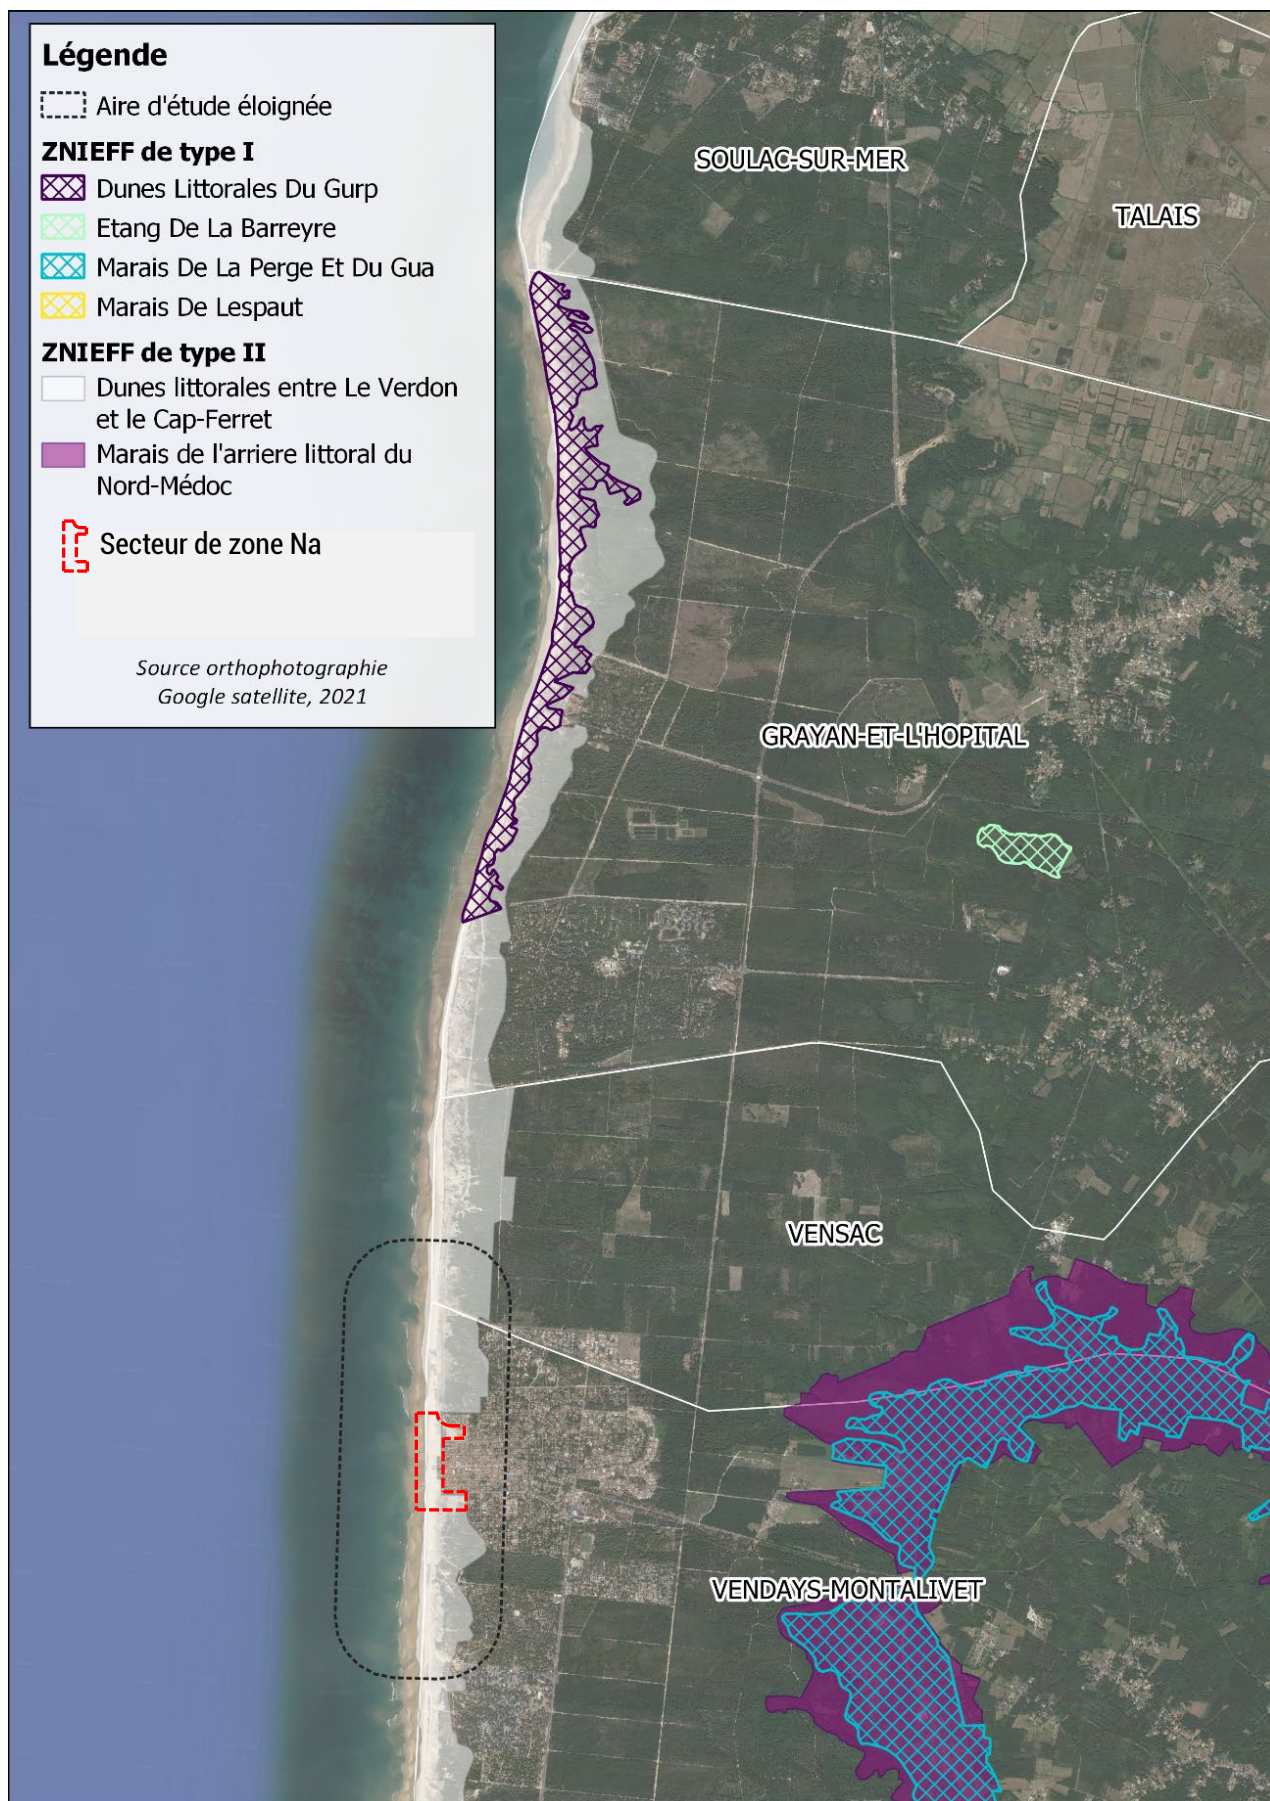 Légende
Aire d'étude éloignée
ZNIEFF de type I
Dunes Littorales Du Gurp
Etang De La Barreyre
Marais De La Perge Et Du Gua
Marais De Lespaut
ZNIEFF de type II
Dunes littorales entre Le Verdon
et le Cap-Ferret
Marais de l'arriere littoral du
Nord-Médoc
Secteur de zone Na
Source orthophotographie
Google satellite, 2021
SOULAC-SUR-MER
TALAIS
GRAYAN-ET-L'HOPITAL
VENSAC
VENDAYS-MONTALIVET